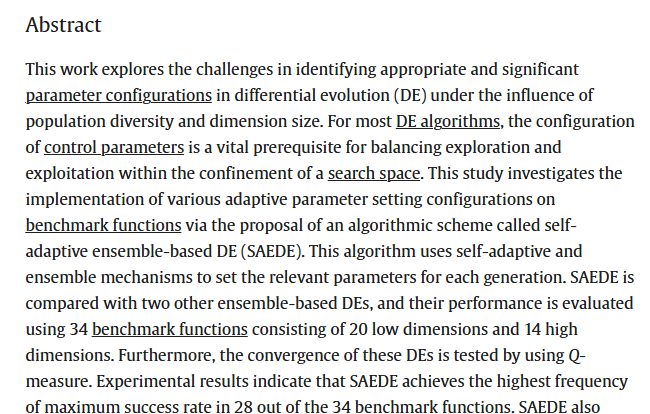 Abstract
This work explores the challenges in identifying appropriate and significant
parameter configurations in differential evolution (DE) under the influence of
population diversity and dimension size. For most DE algorithms, the configuration
of control parameters is a vital prerequisite for balancing exploration and
exploitation within the confinement of a search space. This study investigates the
implementation of various adaptive parameter setting configurations on
benchmark functions via the proposal of an algorithmic scheme called self-
adaptive ensemble-based DE (SAEDE). This algorithm uses self-adaptive and
ensemble mechanisms to set the relevant parameters for each generation. SAEDE is
compared with two other ensemble-based DEs, and their performance is evaluated
using 34 benchmark functions consisting of 20 low dimensions and 14 high
dimensions. Furthermore, the convergence of these DEs is tested by using Q-
measure. Experimental results indicate that SAEDE achieves the highest frequency
of maximum success rate in 28 out of the 34 benchmark functions. SAEDE also